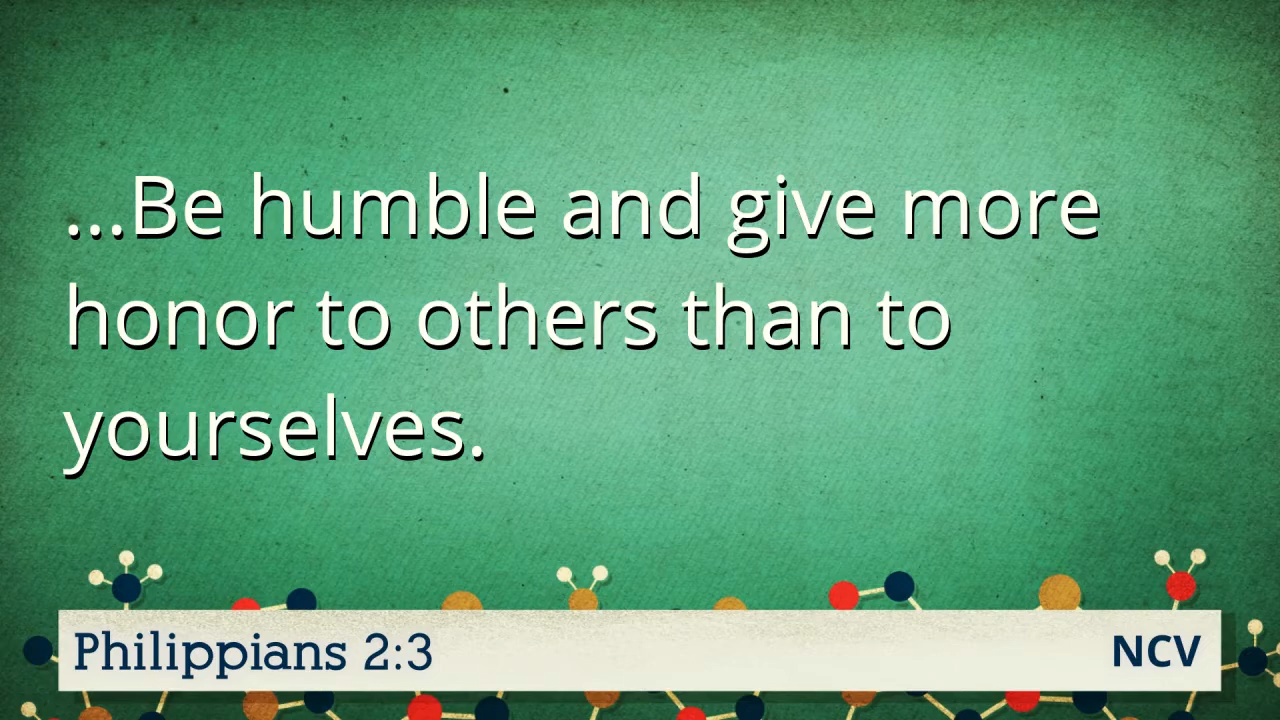 ...Be humble and give more
honor to others than to
yourselves.
Philippians 2:3
NCV